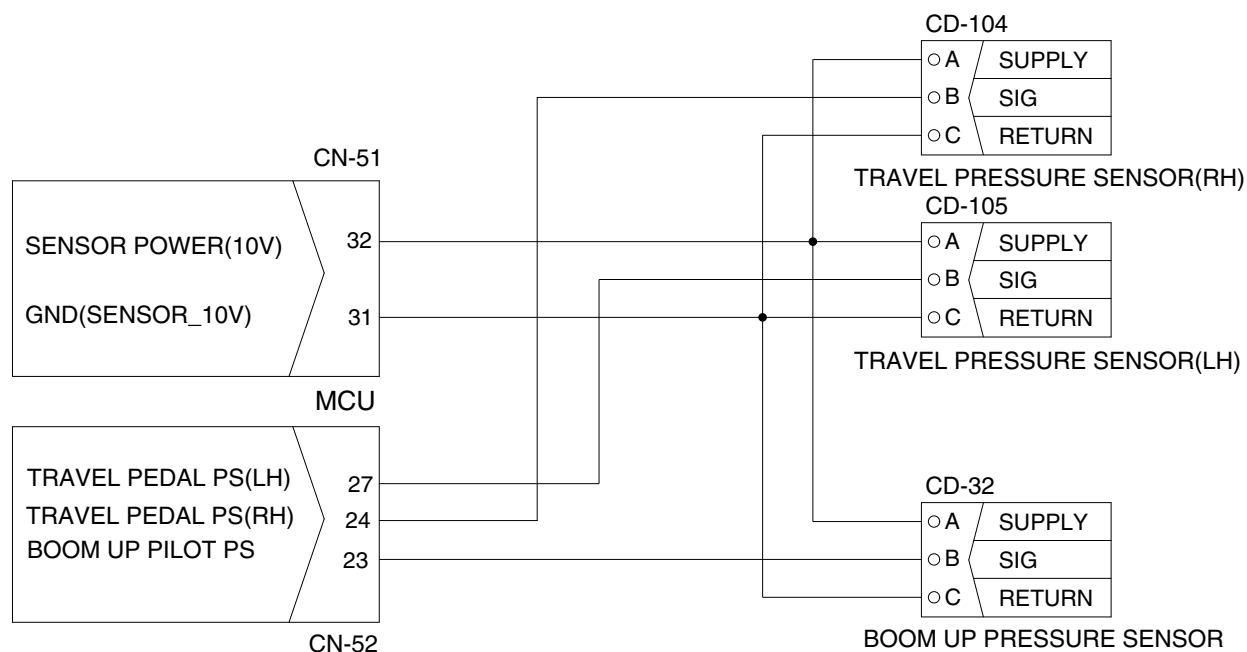 CD-104
A SUPPLY
B SIG
C RETURN
TRAVEL PRESSURE SENSOR(RH)
CN-51
SENSOR POWER(10V) 32
GND(SENSOR_10V) 31
MCU
CD-105
A SUPPLY
B SIG
C RETURN
TRAVEL PRESSURE SENSOR(LH)
TRAVEL PEDAL PS(LH) 27
TRAVEL PEDAL PS(RH) 24
BOOM UP PILOT PS 23
CN-52
CD-32
A SUPPLY
B SIG
C RETURN
BOOM UP PRESSURE SENSOR